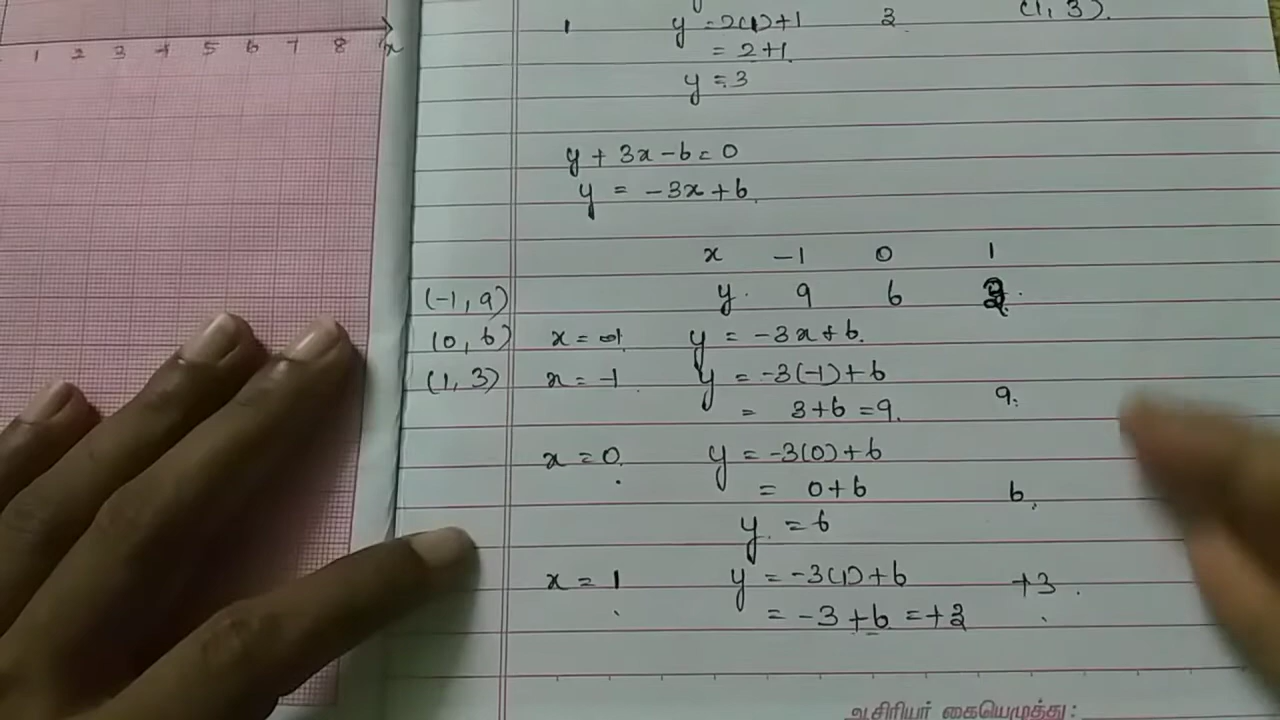 1 2 3 4 5 6 7 8 x
1 y = 2(1)+1 3 (1, 3).
= 2+1
y = 3
y + 3x - 6 = 0
y = -3x + 6
x -1 0 1
(-1, 9) y 9 6 3
(0, 6) y = -3x + 6.
(1, 3) x = -1 y = -3(-1)+6
= 3+6 = 9. 9.
x = 0. y = -3(0)+6
= 0+6 6.
y = 6
x = 1 y = -3(1)+6 +3.
= -3+6 = +3
ஆசிரியர் கையெழுத்து: